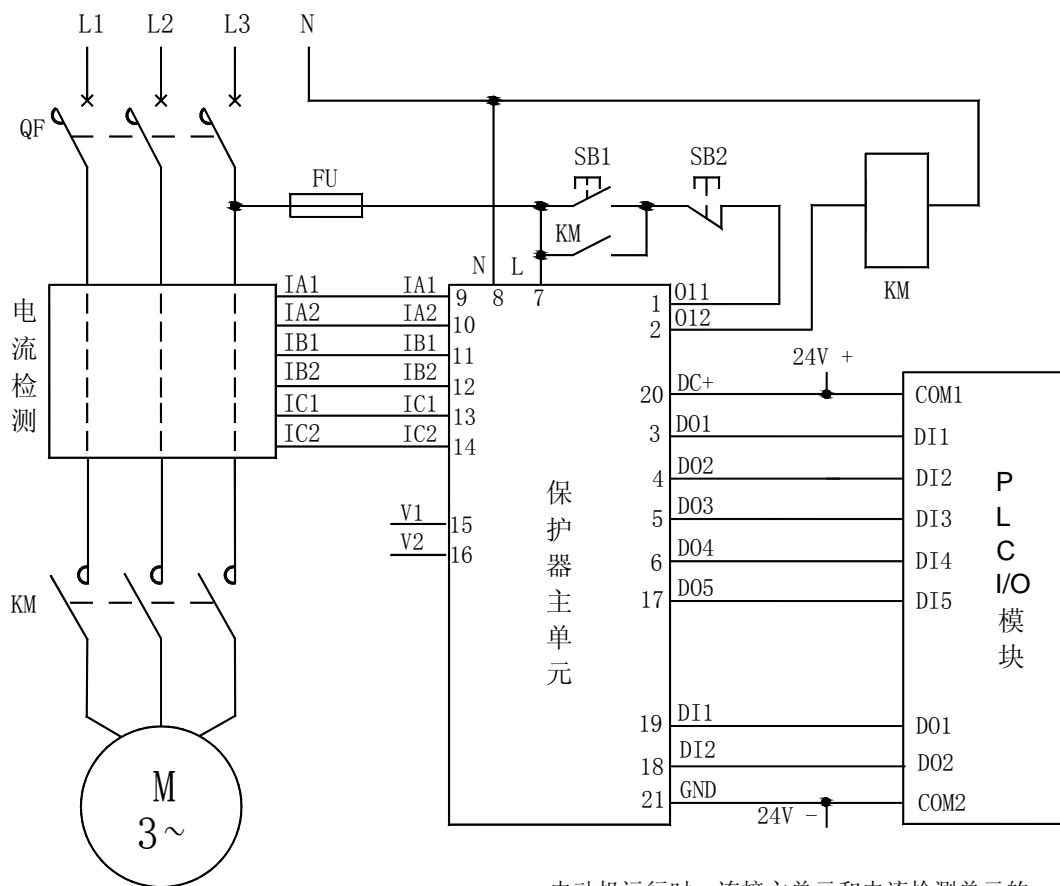 L1 L2 L3 N
QF
FU
SB1 SB2
KM
KM
N L
电流检测
IA1 IA1 9
IA2 IA2 10
IB1 IB1 11
IB2 IB2 12
IC1 IC1 13
IC2 IC2 14
V1 15
V2 16
8 7
保护器主单元
1 O11
2 O12
24V +
20 DC+ COM1
3 DO1 DI1
4 DO2 DI2
5 DO3 DI3
6 DO4 DI4
17 DO5 DI5
19 DI1 DO1
18 DI2 DO2
21 GND COM2
24V -
PLC
I/O
模块
KM
M
3~